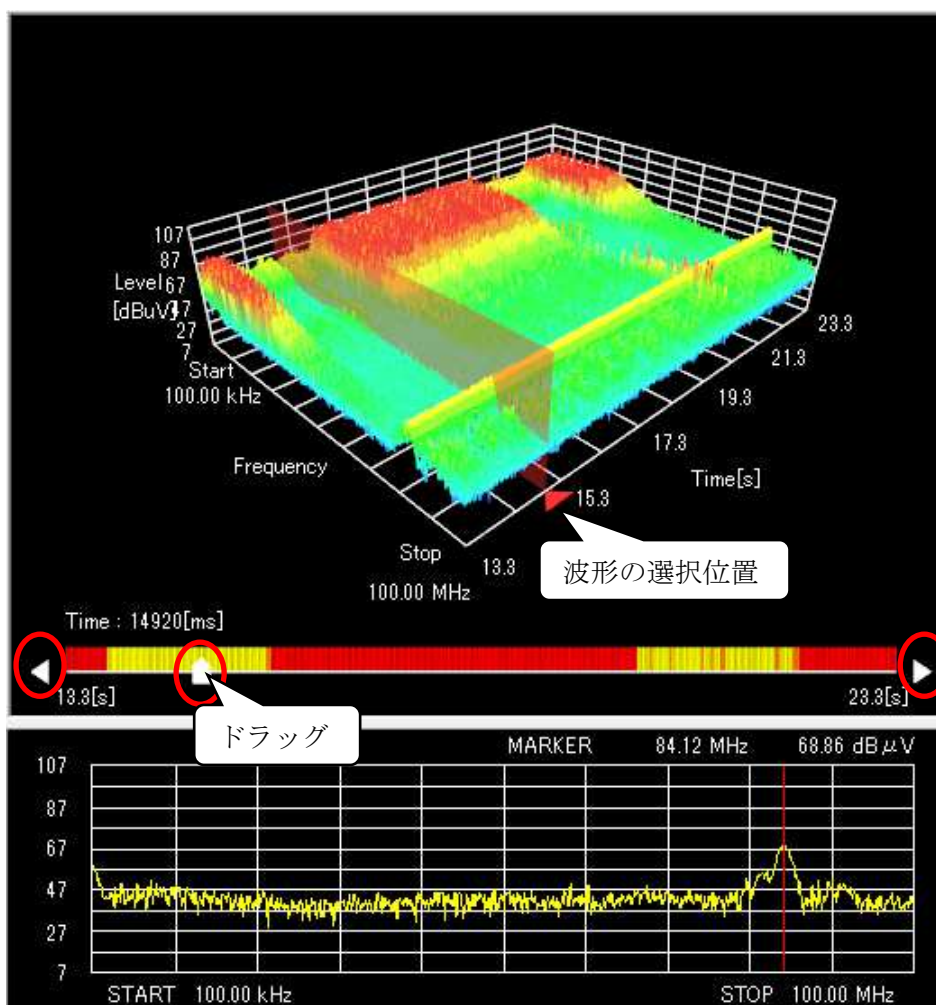 107
87
Level 67
[dBuV] 47
27
7
Start
100.00 kHz
Frequency
Stop
100.00 MHz
13.3
15.3
17.3
19.3
21.3
23.3
Time[s]
波形の選択位置
Time : 14920[ms]
13.3[s]
23.3[s]
ドラッグ
MARKER 84.12 MHz 68.86 dBμV
107
87
67
47
27
7
START 100.00 kHz STOP 100.00 MHz